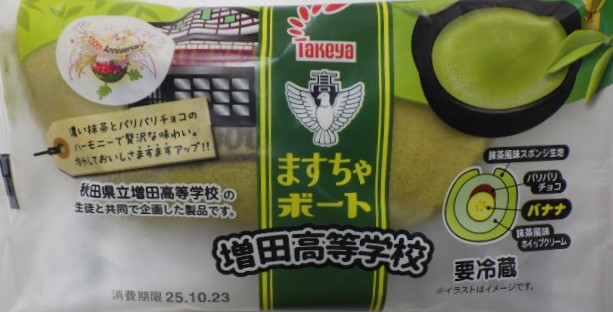 100th
Anniversary
Takeya
高
濃い抹茶とパリパリチョコの
ハーモニーで贅沢な味わい。
冷やしておいしさますますアップ!!
秋田県立増田高等学校の
生徒と共同で企画した製品です。
ますちゃ
ボート
増田高等学校
抹茶風味スポンジ生地
パリパリ
チョコ
バナナ
抹茶風味
ホイップクリーム
要冷蔵
※イラストはイメージです。
消費期限 25.10.23